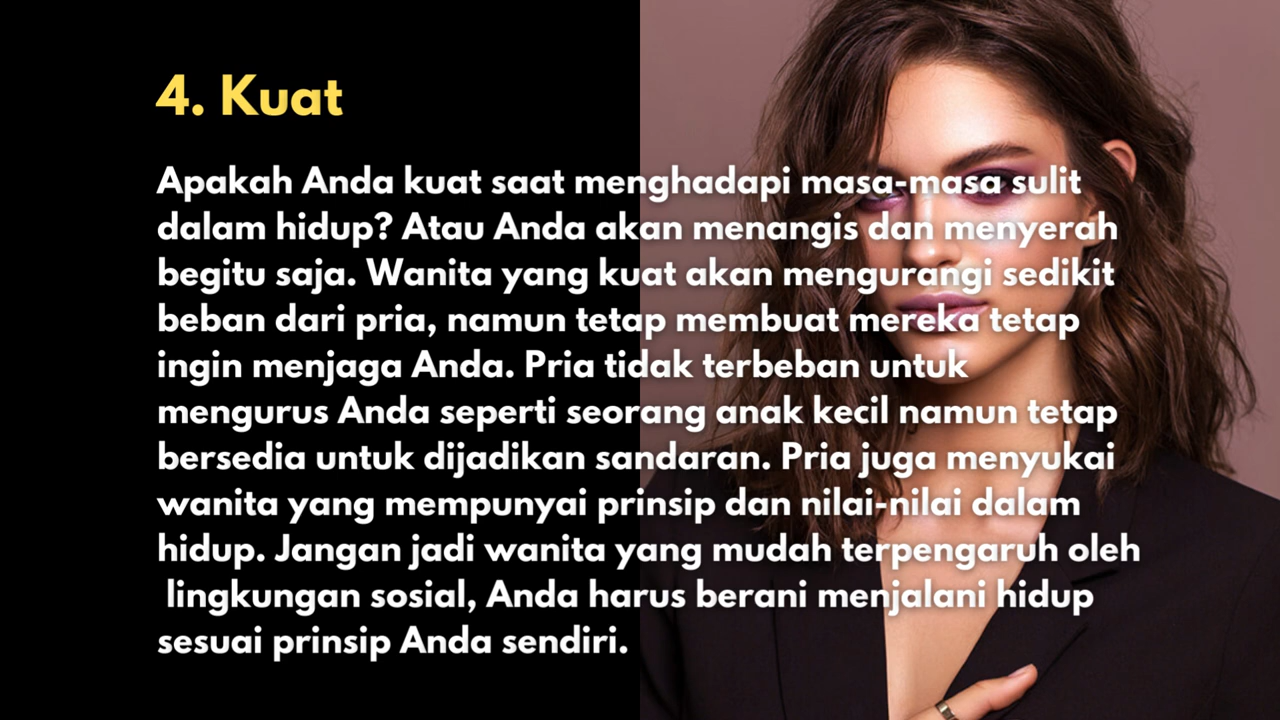 4. Kuat
Apakah Anda kuat saat menghadapi masa-masa sulit
dalam hidup? Atau Anda akan menangis dan menyerah
begitu saja. Wanita yang kuat akan mengurangi sedikit
beban dari pria, namun tetap membuat mereka tetap
ingin menjaga Anda. Pria tidak terbeban untuk
mengurus Anda seperti seorang anak kecil namun tetap
bersedia untuk dijadikan sandaran. Pria juga menyukai
wanita yang mempunyai prinsip dan nilai-nilai dalam
hidup. Jangan jadi wanita yang mudah terpengaruh oleh
lingkungan sosial, Anda harus berani menjalani hidup
sesuai prinsip Anda sendiri.